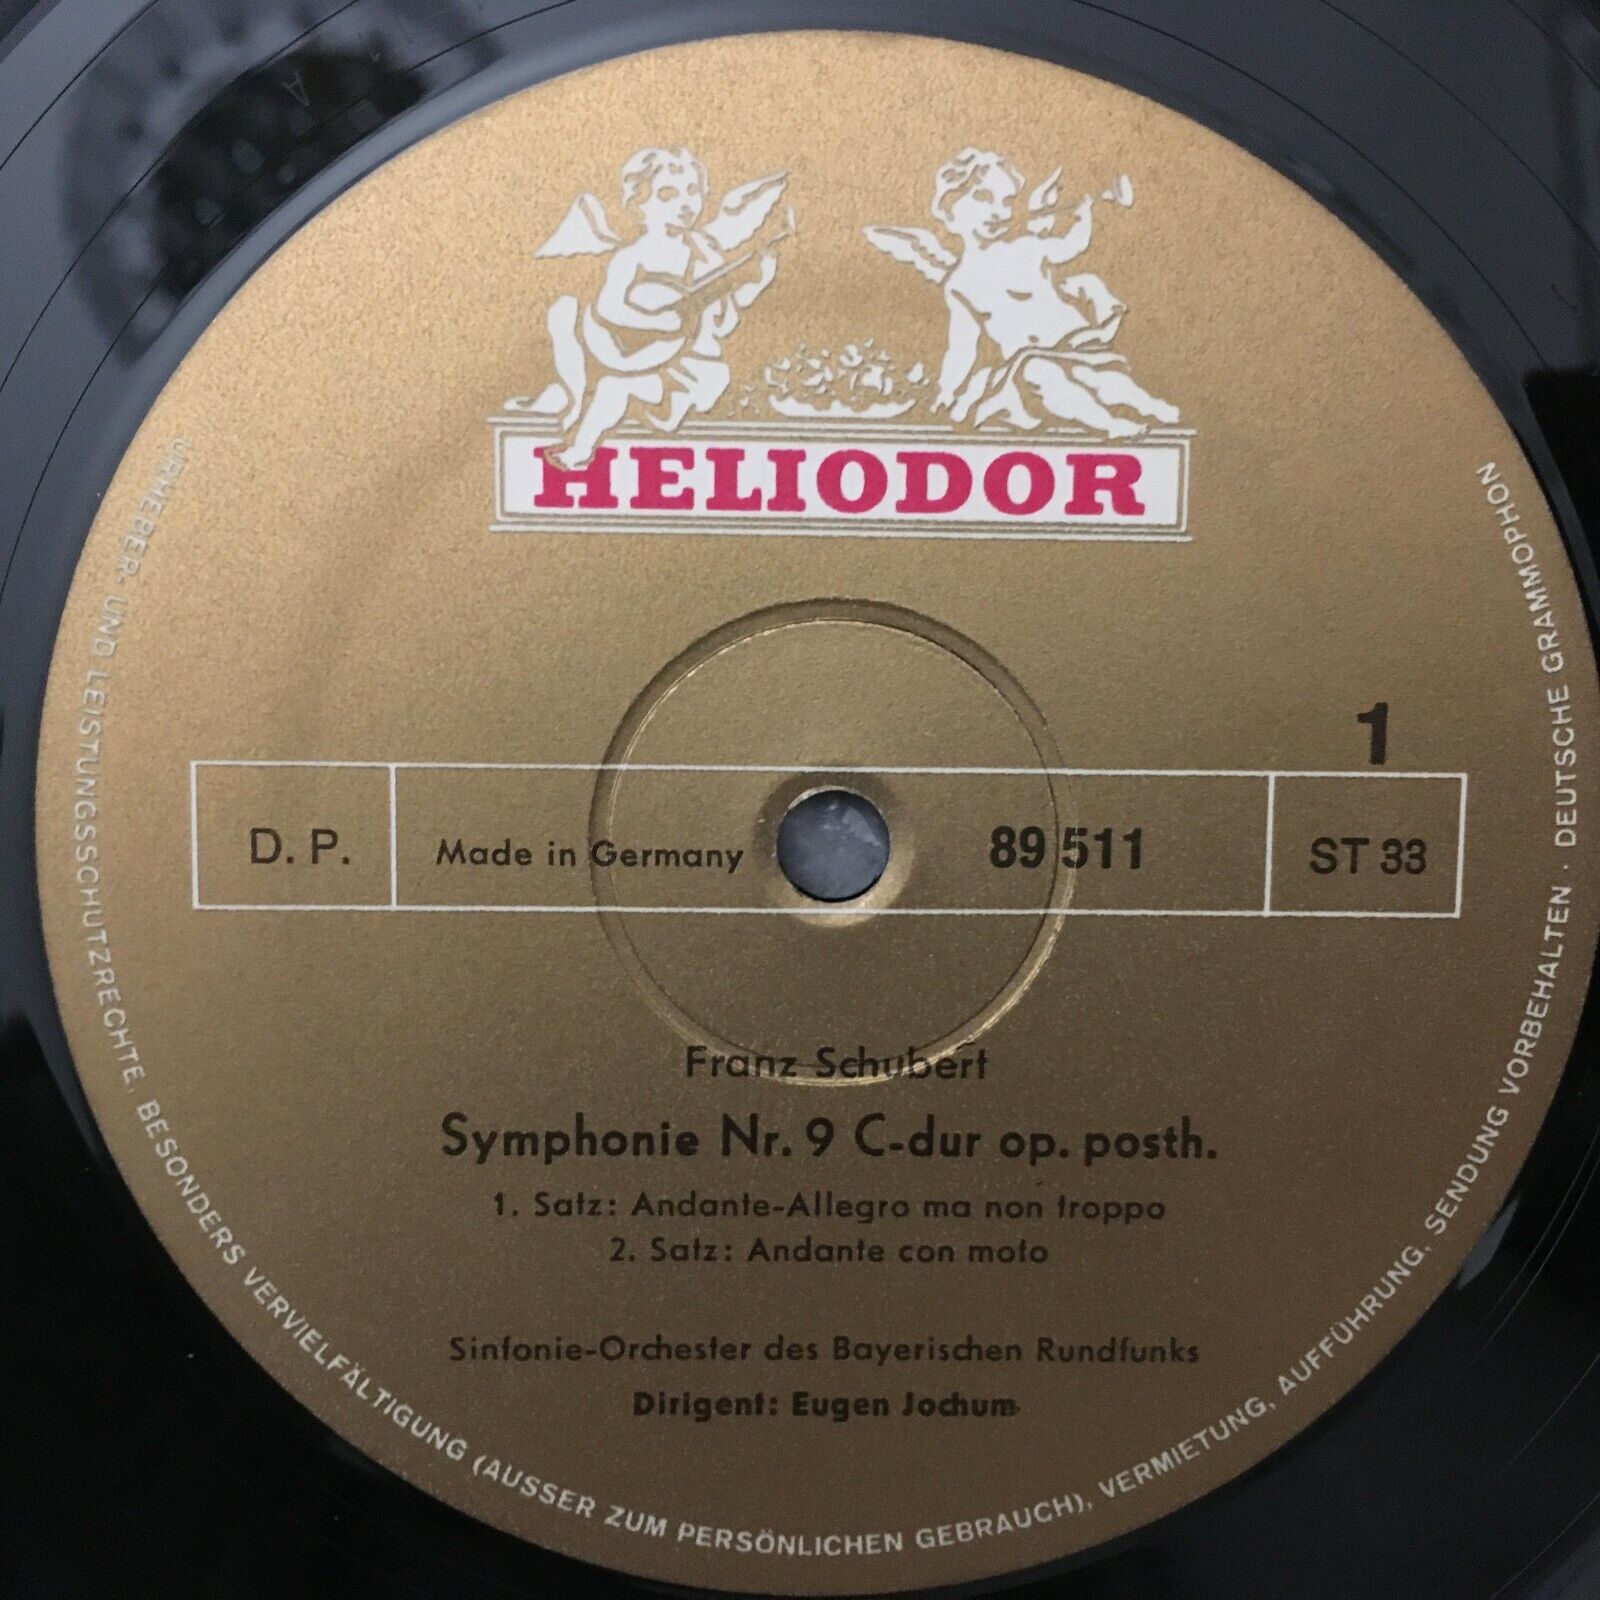 HELIODOR
1
D. P.
Made in Germany
89 511
ST 33
Franz Schubert
Symphonie Nr. 9 C-dur op. posth.
1. Satz: Andante-Allegro ma non troppo
2. Satz: Andante con moto
Sinfonie-Orchester des Bayerischen Rundfunks
Dirigent: Eugen Jochum
URHEBER- UND LEISTUNGSSCHUTZRECHTE, BESONDERS VERVIELFÄLTIGUNG (AUSSER ZUM PERSÖNLICHEN GEBRAUCH), VERMIETUNG, AUFFÜHRUNG, SENDUNG VORBEHALTEN · DEUTSCHE GRAMMOPHON